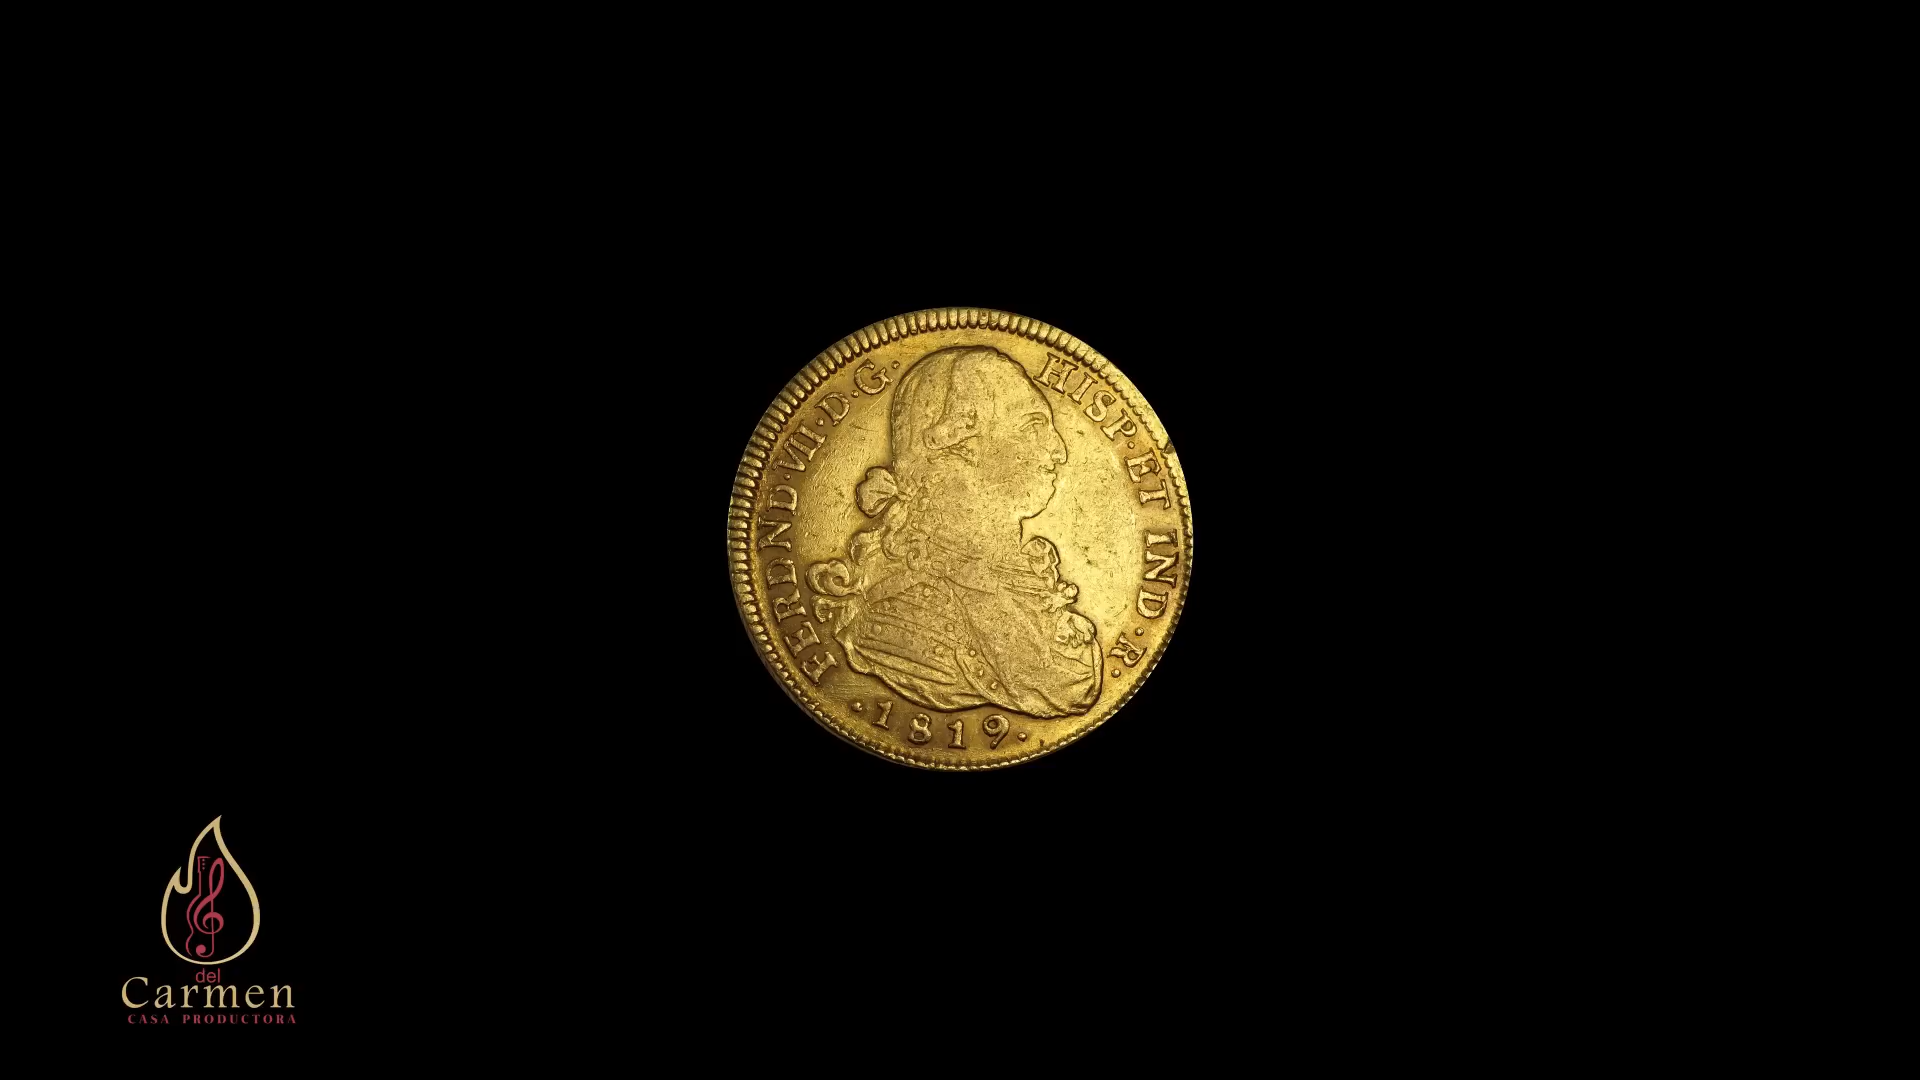 FERDND·VII·D·G· HISP·ET IND·R·
·1819·
del
Carmen
CASA PRODUCTORA